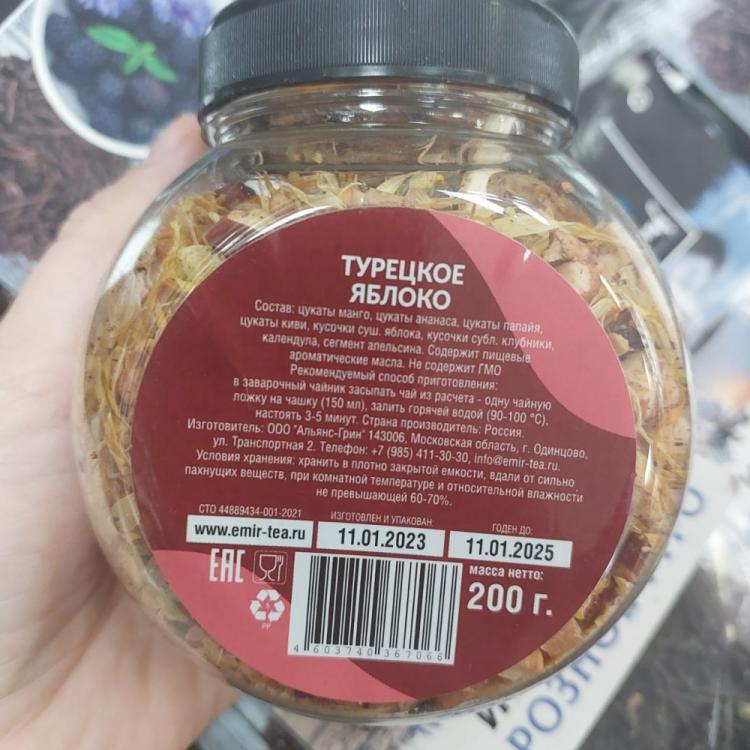 ТУРЕЦКОЕ
ЯБЛОКО
Состав: цукаты манго, цукаты ананаса, цукаты папайя,
цукаты киви, кусочки суш. яблока, кусочки субл. клубники,
календула, сегмент апельсина. Содержит пищевые
ароматические масла. Не содержит ГМО
Рекомендуемый способ приготовления:
в заварочный чайник засыпать чай из расчета - одну чайную
ложку на чашку (150 мл), залить горячей водой (90-100 °C),
настоять 3-5 минут. Страна производитель: Россия.
Изготовитель: ООО "Альянс-Грин" 143006, Московская область, г. Одинцово,
ул. Транспортная 2. Телефон: +7 (985) 411-30-30, info@emir-tea.ru.
Условия хранения: хранить в плотно закрытой емкости, вдали от сильно
пахнущих веществ, при комнатной температуре и относительной влажности
не превышающей 60-70%.
СТО 44889434-001-2021
www.emir-tea.ru
ИЗГОТОВЛЕН И УПАКОВАН:
11.01.2023
ГОДЕН ДО:
11.01.2025
EAC
5
PP
масса нетто:
200 г.
4 603740 367066